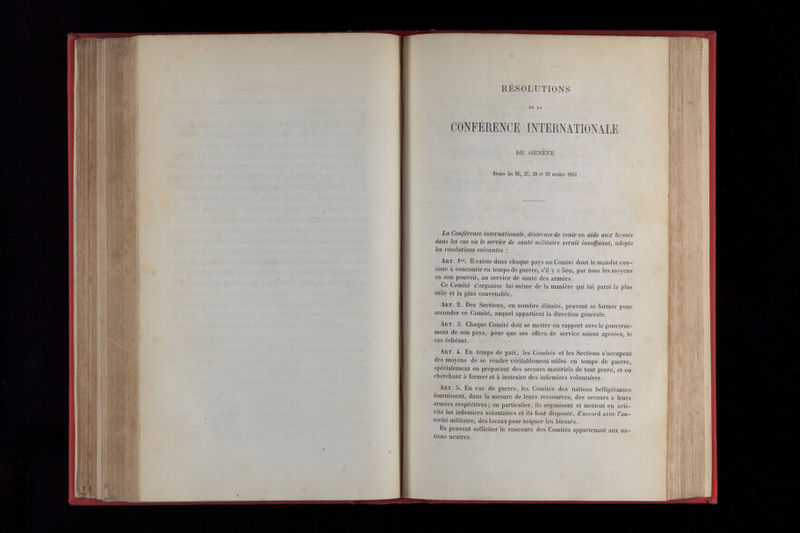 RÉSOLUTIONS
DE LA
CONFÉRENCE INTERNATIONALE
DE GENÈVE
Réunie les 26, 27, 28 et 29 octobre 1863
La Conférence internationale, désireuse de venir en aide aux blessés
dans les cas où le service de santé militaire serait insuffisant, adopte
les résolutions suivantes :
ART. 1er. Il existe dans chaque pays un Comité dont le mandat con-
siste à concourir en temps de guerre, s'il y a lieu, par tous les moyens
en son pouvoir, au service de santé des armées.
Ce Comité s'organise lui-même de la manière qui lui paraît la plus
utile et la plus convenable.
ART. 2. Des Sections, en nombre illimité, peuvent se former pour
seconder ce Comité, auquel appartient la direction générale.
ART. 3. Chaque Comité doit se mettre en rapport avec le gouverne-
ment de son pays, pour que ses offres de service soient agréées, le
cas échéant.
ART. 4. En temps de paix, les Comités et les Sections s'occupent
des moyens de se rendre véritablement utiles en temps de guerre,
spécialement en préparant des secours matériels de tout genre, et en
cherchant à former et à instruire des infirmiers volontaires.
ART. 5. En cas de guerre, les Comités des nations belligérantes
fournissent, dans la mesure de leurs ressources, des secours à leurs
armées respectives ; en particulier, ils organisent et mettent en acti-
vité les infirmiers volontaires et ils font disposer, d'accord avec l'au-
torité militaire, des locaux pour soigner les blessés.
Ils peuvent solliciter le concours des Comités appartenant aux na-
tions neutres.